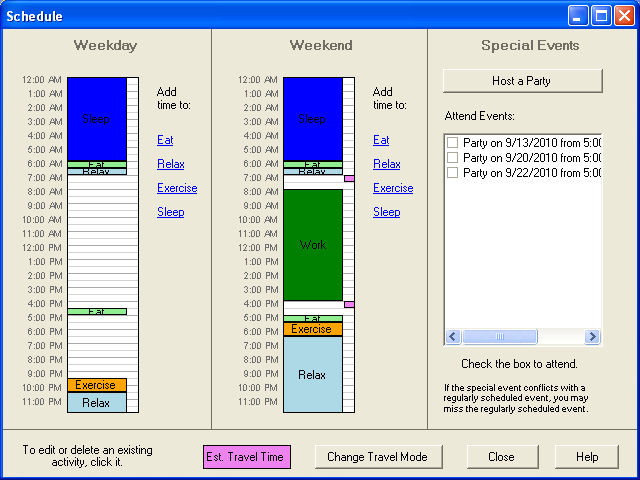 Schedule
Weekday
12:00 AM
1:00 AM
2:00 AM
3:00 AM
4:00 AM
5:00 AM
6:00 AM
7:00 AM
8:00 AM
9:00 AM
10:00 AM
11:00 AM
12:00 PM
1:00 PM
2:00 PM
3:00 PM
4:00 PM
5:00 PM
6:00 PM
7:00 PM
8:00 PM
9:00 PM
10:00 PM
11:00 PM
Sleep
Eat
Relax
Eat
Exercise
Relax
Add
time to:
Eat
Relax
Exercise
Sleep
Weekend
12:00 AM
1:00 AM
2:00 AM
3:00 AM
4:00 AM
5:00 AM
6:00 AM
7:00 AM
8:00 AM
9:00 AM
10:00 AM
11:00 AM
12:00 PM
1:00 PM
2:00 PM
3:00 PM
4:00 PM
5:00 PM
6:00 PM
7:00 PM
8:00 PM
9:00 PM
10:00 PM
11:00 PM
Sleep
Eat
Relax
Work
Eat
Exercise
Relax
Add
time to:
Eat
Relax
Exercise
Sleep
Special Events
Host a Party
Attend Events:
Party on 9/13/2010 from 5:00
Party on 9/20/2010 from 5:00
Party on 9/22/2010 from 5:00
Check the box to attend.
If the special event conflicts with a
regularly scheduled event, you may
miss the regularly scheduled event.
To edit or delete an existing
activity, click it.
Est. Travel Time
Change Travel Mode
Close
Help